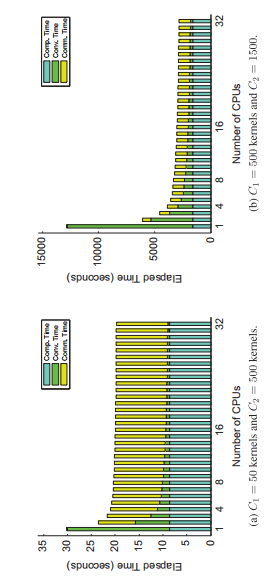 35
30
25
20
15
10
5
0
Elapsed Time (seconds)
Comp. Time
Conv. Time
Comm. Time
1
4
8
16
32
Number of CPUs
(a) C₁ = 50 kernels and C₂ = 500 kernels.
15000
10000
5000
0
Elapsed Time (seconds)
Comp. Time
Conv. Time
Comm. Time
1
4
8
16
32
Number of CPUs
(b) C₁ = 500 kernels and C₂ = 1500.